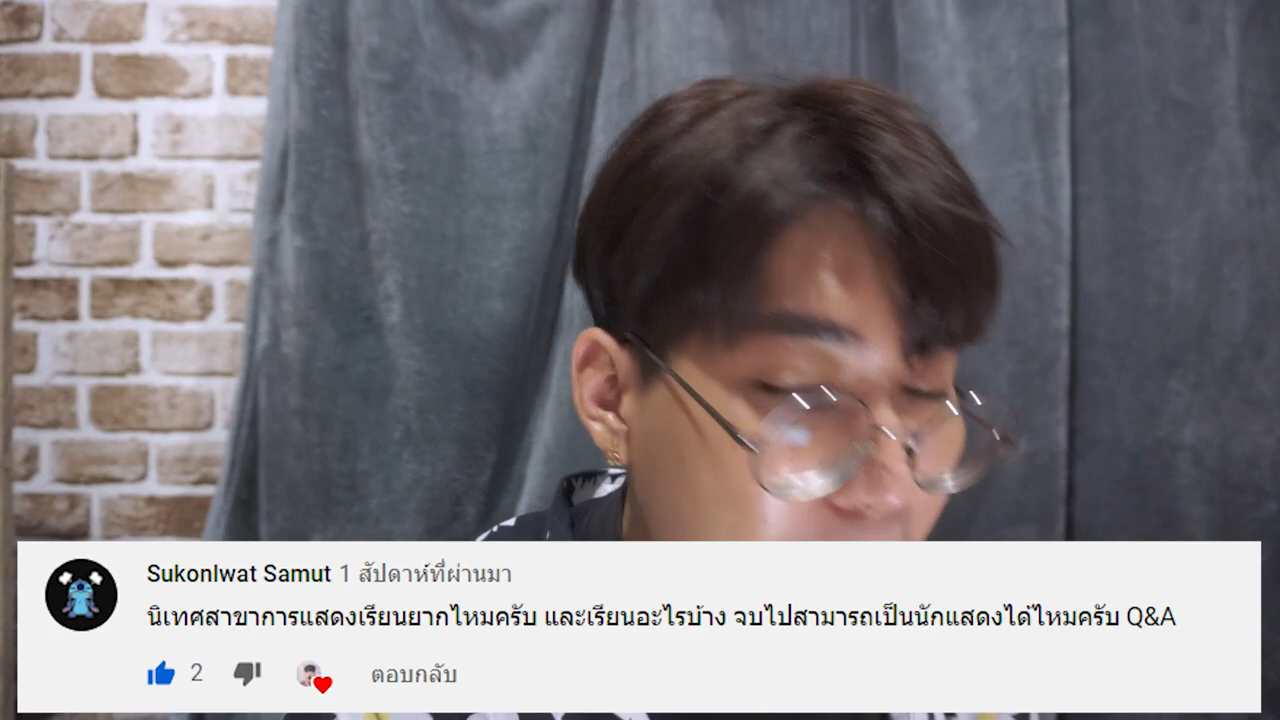 Sukonlwat Samut 1 สัปดาห์ที่ผ่านมา
นิเทศสาขาการแสดงเรียนยากไหมครับ และเรียนอะไรบ้าง จบไปสามารถเป็นนักแสดงได้ไหมครับ Q&A
2 ตอบกลับ